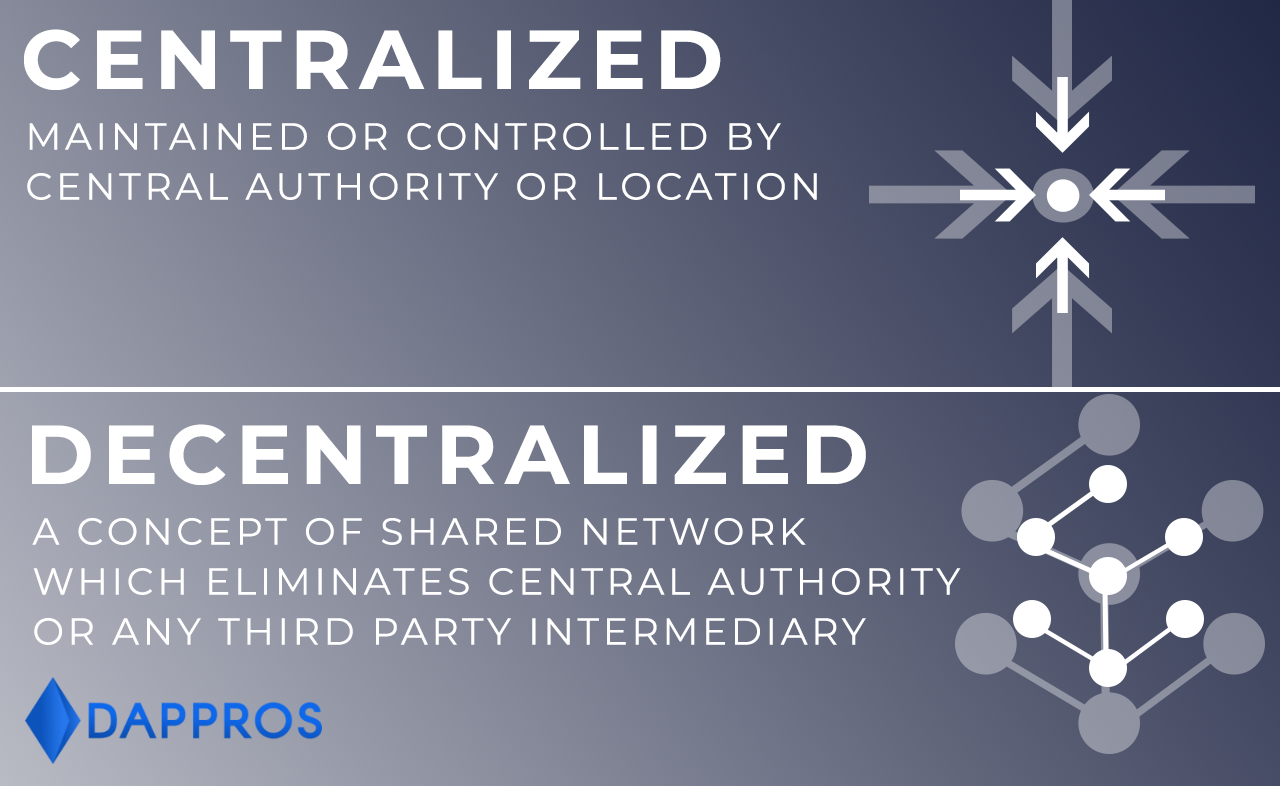 CENTRALIZED
MAINTAINED OR CONTROLLED BY
CENTRAL AUTHORITY OR LOCATION
DECENTRALIZED
A CONCEPT OF SHARED NETWORK
WHICH ELIMINATES CENTRAL AUTHORITY
OR ANY THIRD PARTY INTERMEDIARY
DAPPROS